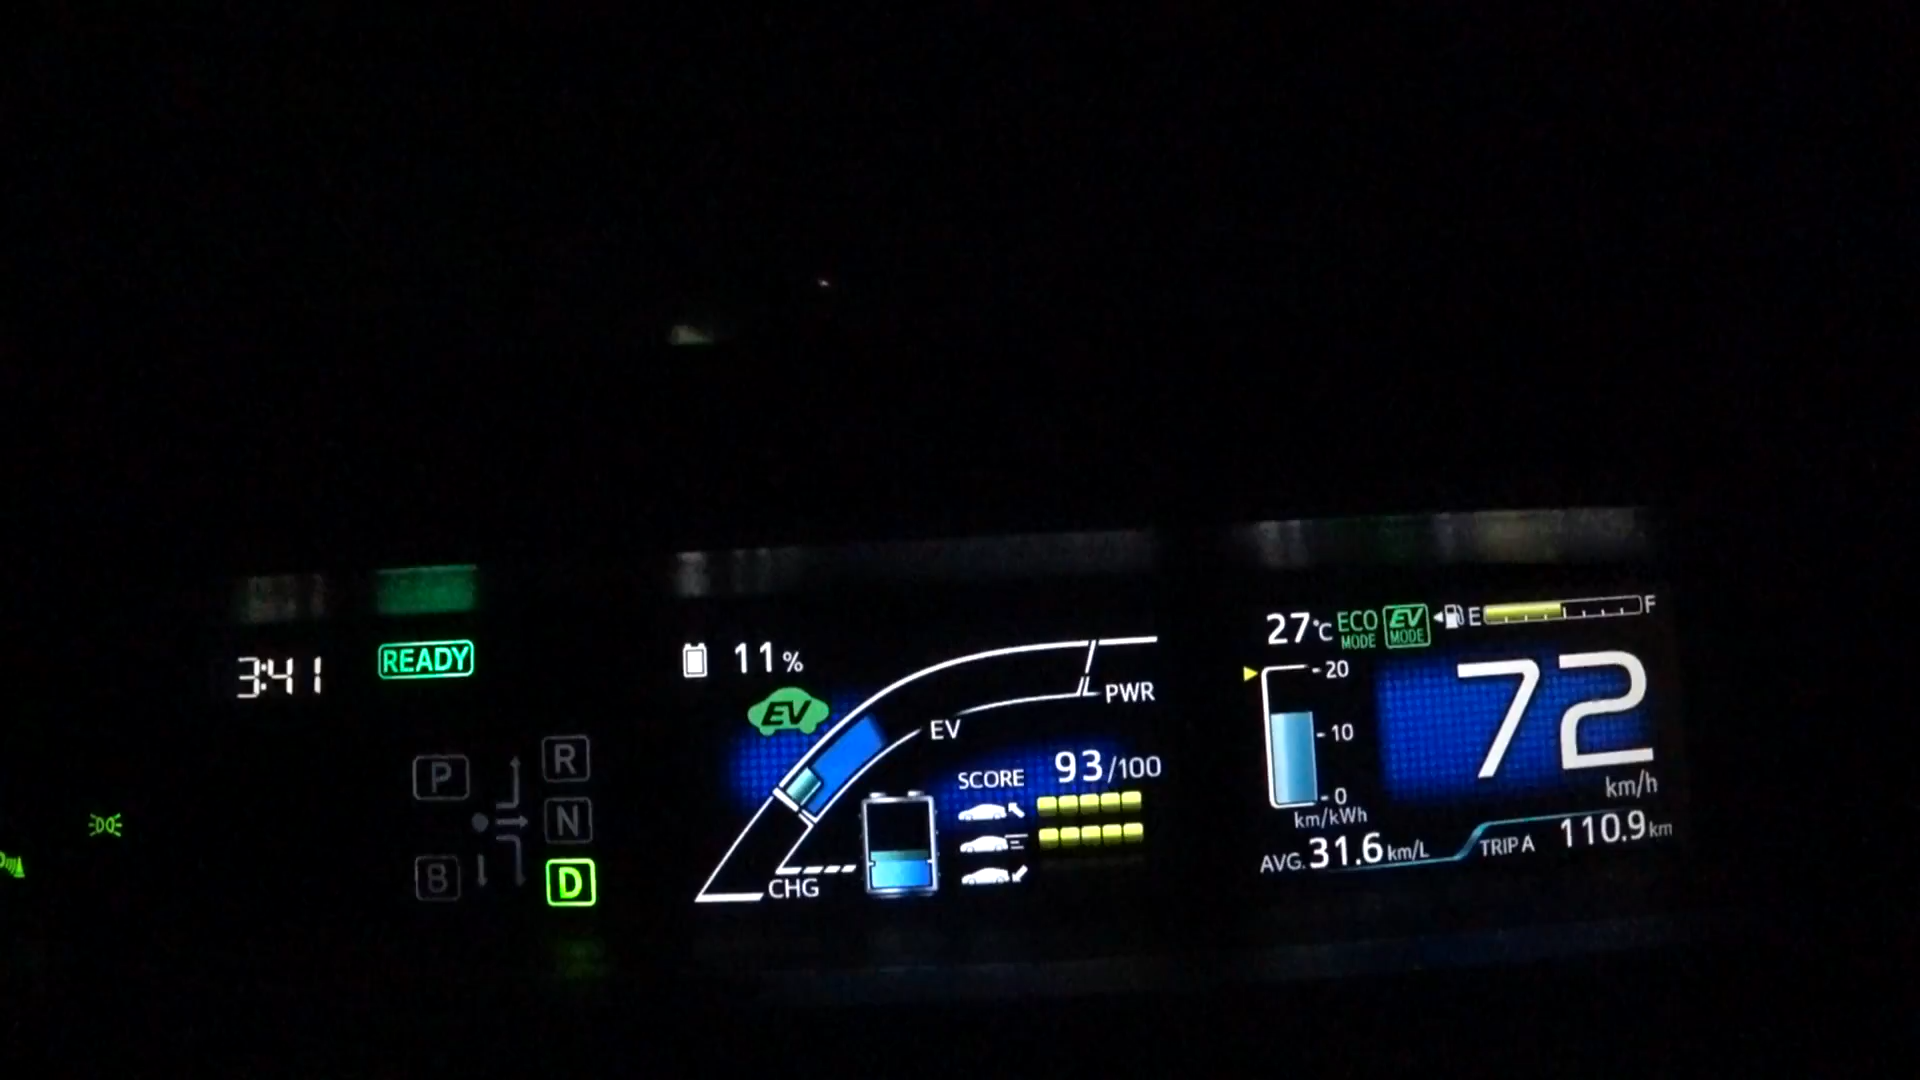 3:41
READY
P
R
N
B
D
11%
EV
PWR
EV
SCORE 93/100
CHG
27°C ECO MODE EV MODE E F
20
10
0
km/kWh
72
km/h
AVG. 31.6 km/L
TRIP A 110.9 km